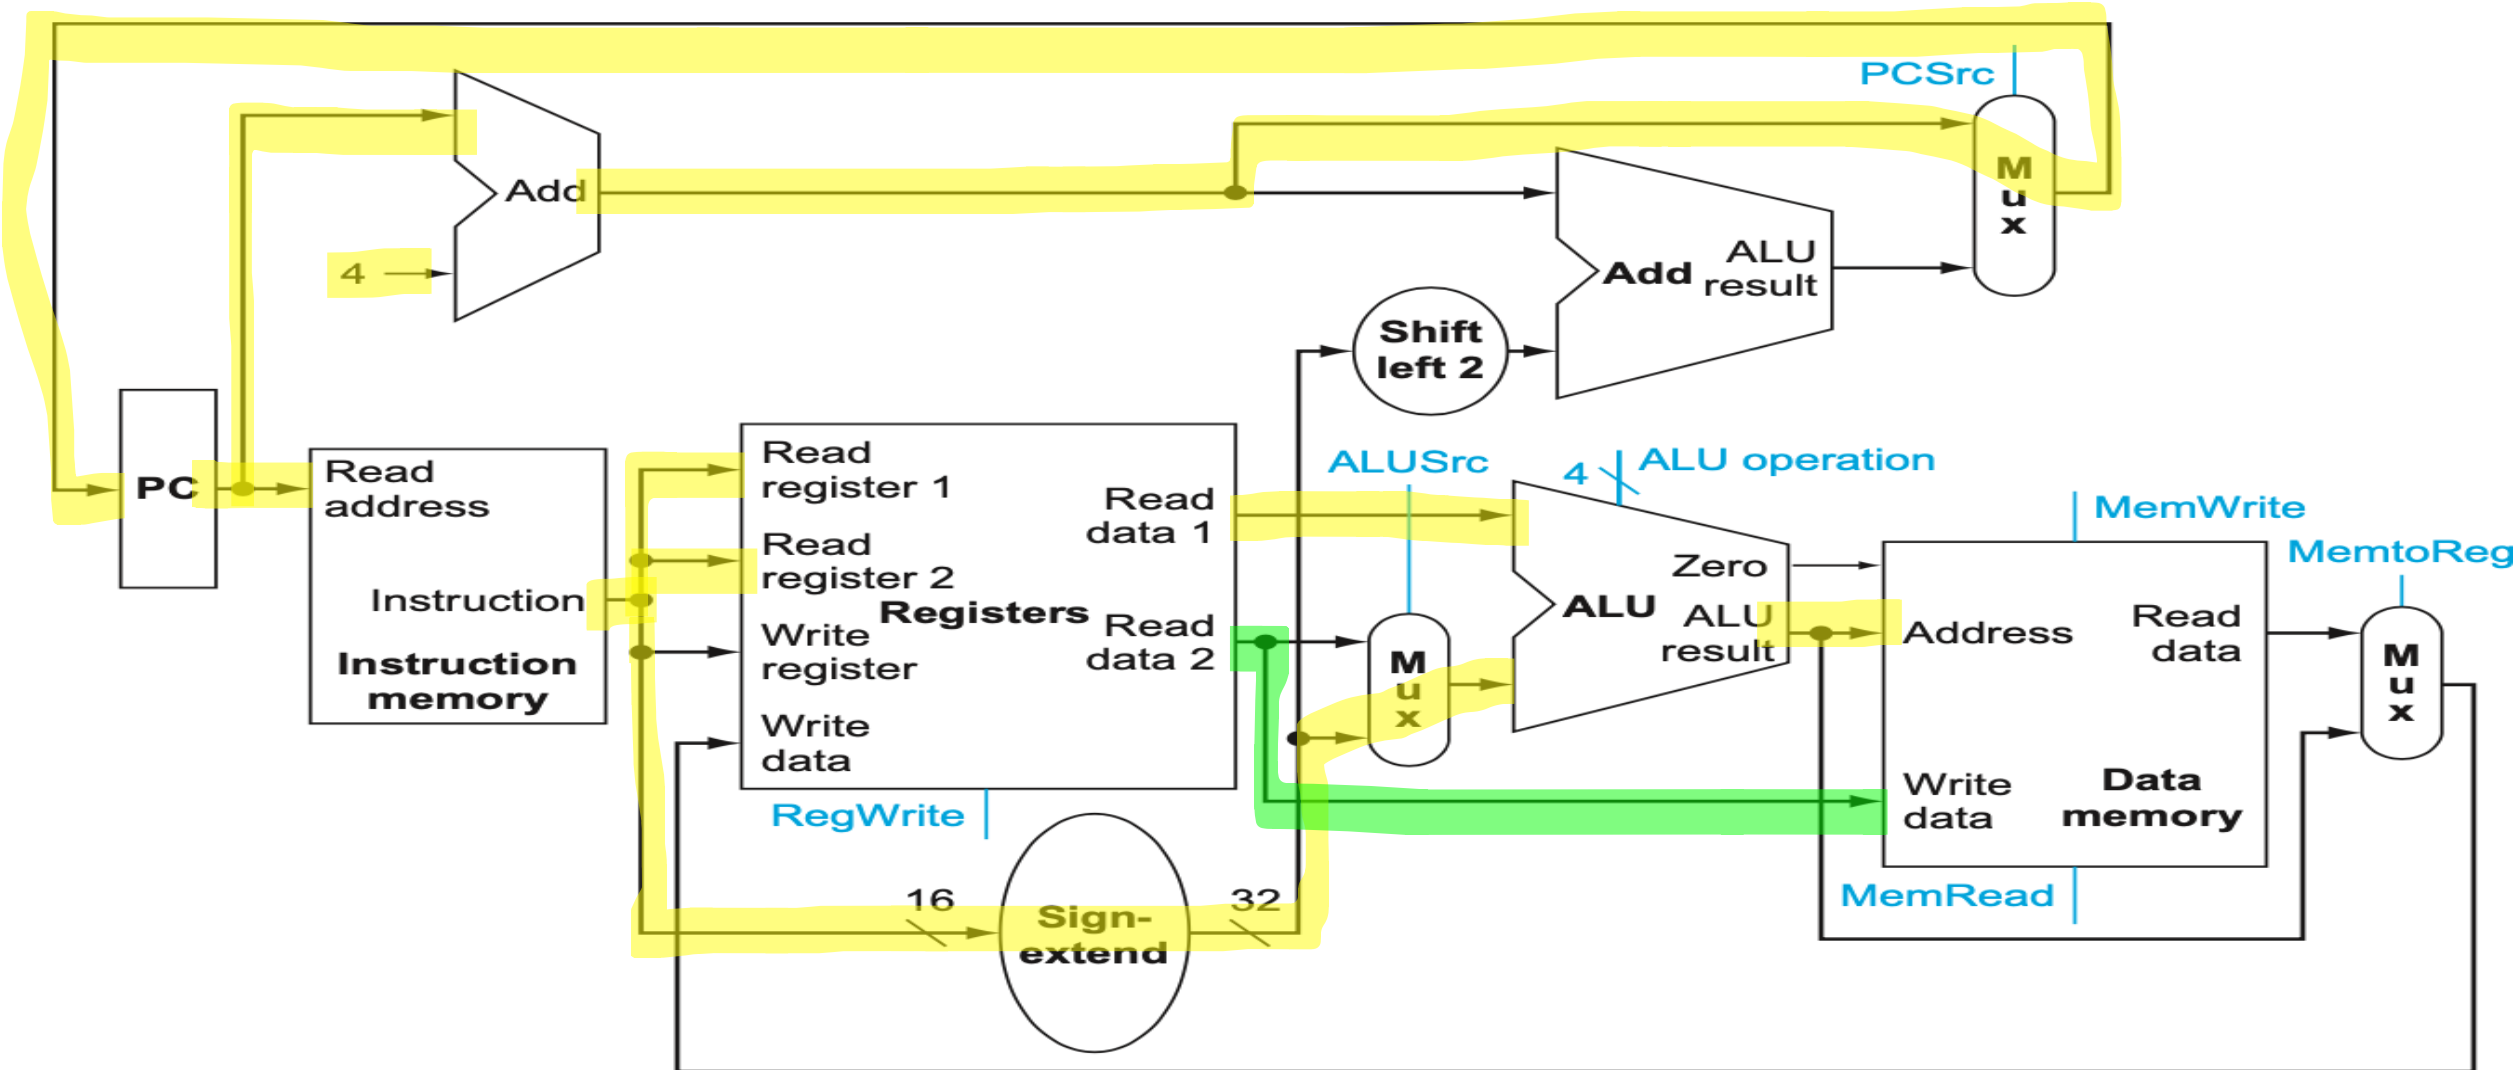 PCSrc
Add
4
M
u
x
Add
ALU
result
Shift
left 2
PC
Read
address
Instruction
Instruction
memory
Read
register 1
Read
register 2
Registers
Write
register
Write
data
Read
data 1
Read
data 2
RegWrite
16
Sign-
extend
32
ALUSrc
M
u
x
4
ALU operation
Zero
ALU
ALU
result
MemWrite
Address
Read
data
Write
data
Data
memory
MemRead
MemtoReg
M
u
x